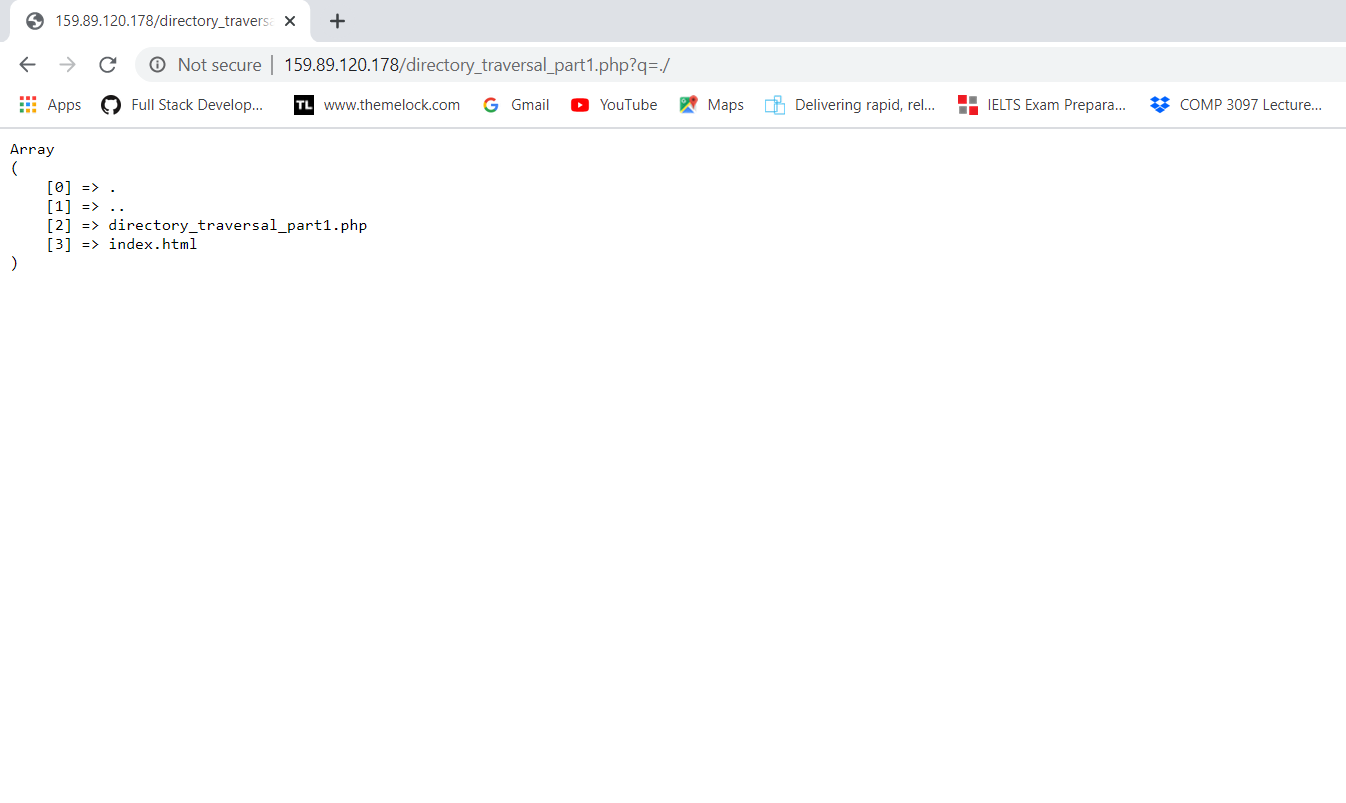 159.89.120.178/directory_travers
Not secure | 159.89.120.178/directory_traversal_part1.php?q=./
Apps Full Stack Develop... TL www.themelock.com Gmail YouTube Maps Delivering rapid, rel... IELTS Exam Prepara... COMP 3097 Lecture...
Array
(
    [0] => .
    [1] => ..
    [2] => directory_traversal_part1.php
    [3] => index.html
)